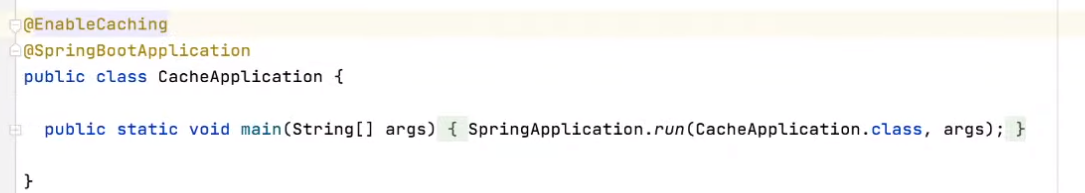 @EnableCaching
@SpringBootApplication
public class CacheApplication {
public static void main(String[] args) { SpringApplication.run(CacheApplication.class, args); }
}